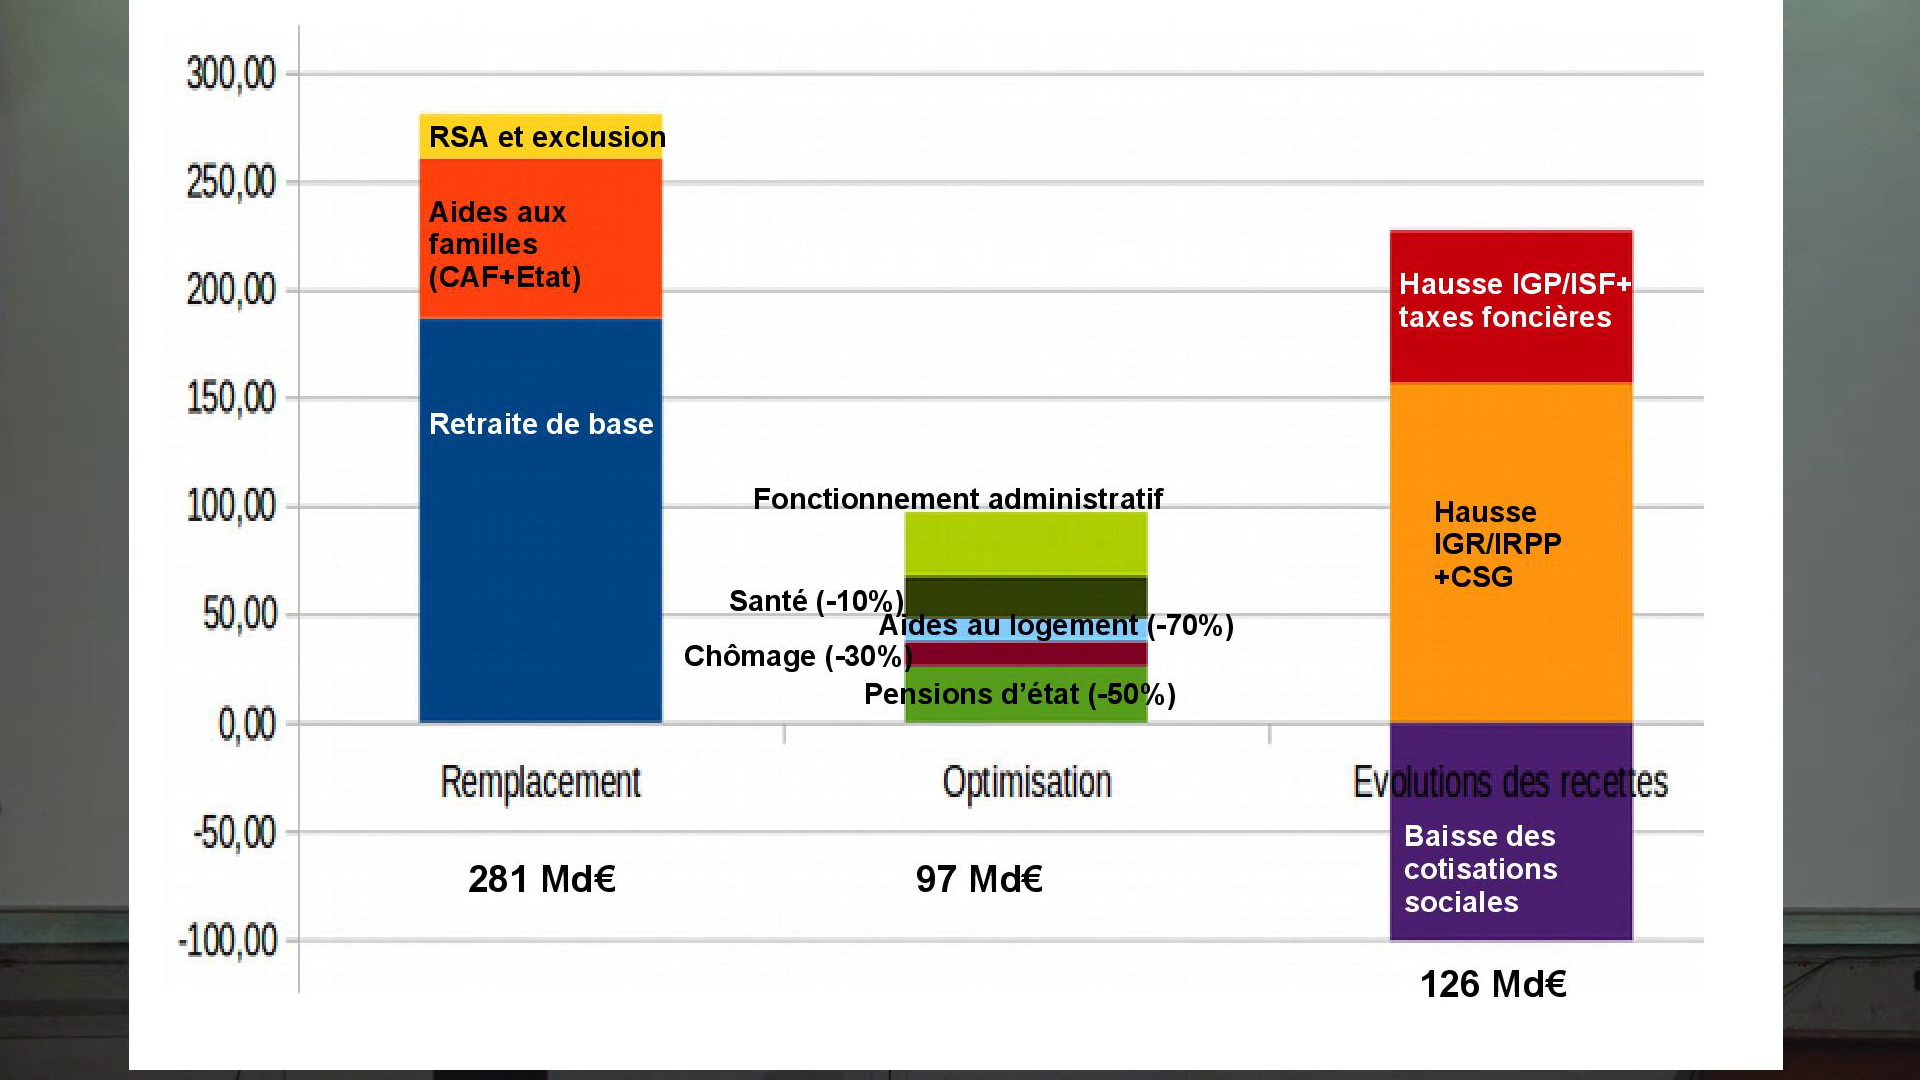 300,00
250,00
200,00
150,00
100,00
50,00
0,00
-50,00
-100,00
RSA et exclusion
Aides aux
familles
(CAF+Etat)
Retraite de base
Fonctionnement administratif
Santé (-10%)
Aides au logement (-70%)
Chômage (-30%)
Pensions d’état (-50%)
Hausse IGP/ISF+
taxes foncières
Hausse
IGR/IRPP
+CSG
Baisse des
cotisations
sociales
Remplacement
Optimisation
Evolutions des recettes
281 Md€
97 Md€
126 Md€